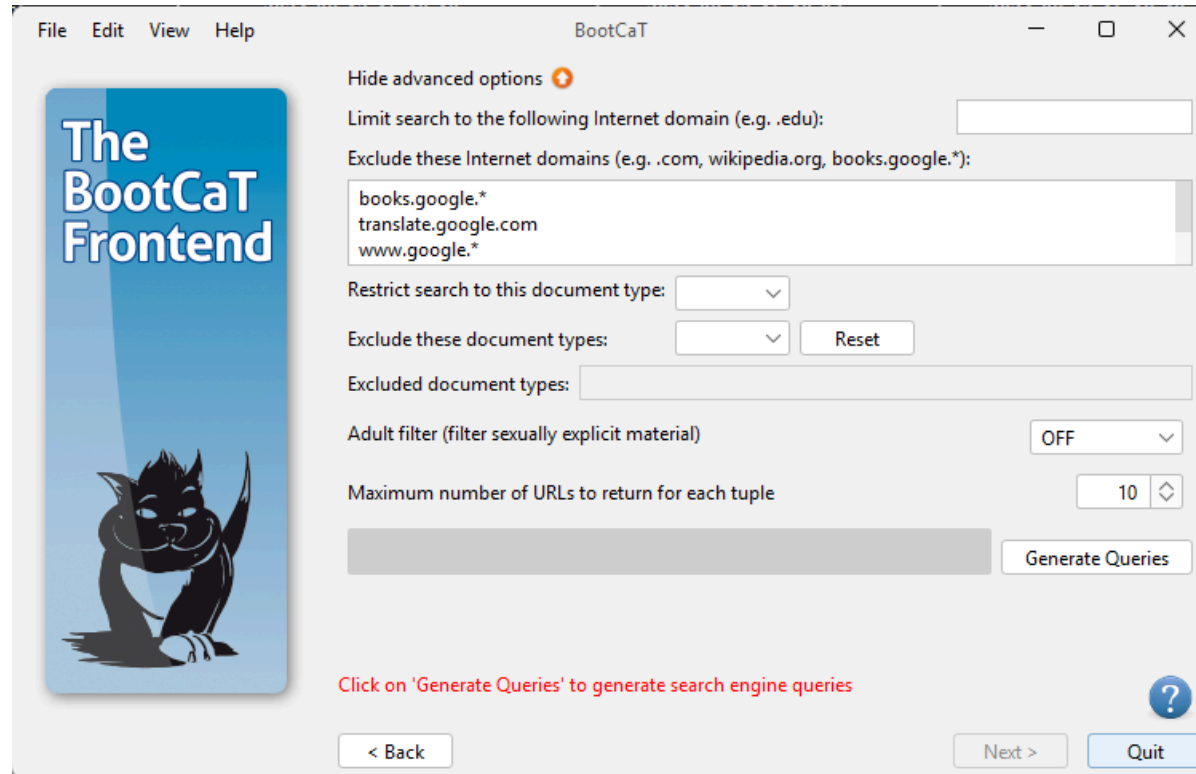 File Edit View Help BootCaT
The
BootCaT
Frontend
Hide advanced options
Limit search to the following Internet domain (e.g. .edu):
Exclude these Internet domains (e.g. .com, wikipedia.org, books.google.*):
books.google.*
translate.google.com
www.google.*
Restrict search to this document type:
Exclude these document types: Reset
Excluded document types:
Adult filter (filter sexually explicit material) OFF
Maximum number of URLs to return for each tuple 10
Generate Queries
Click on 'Generate Queries' to generate search engine queries
?
< Back Next > Quit